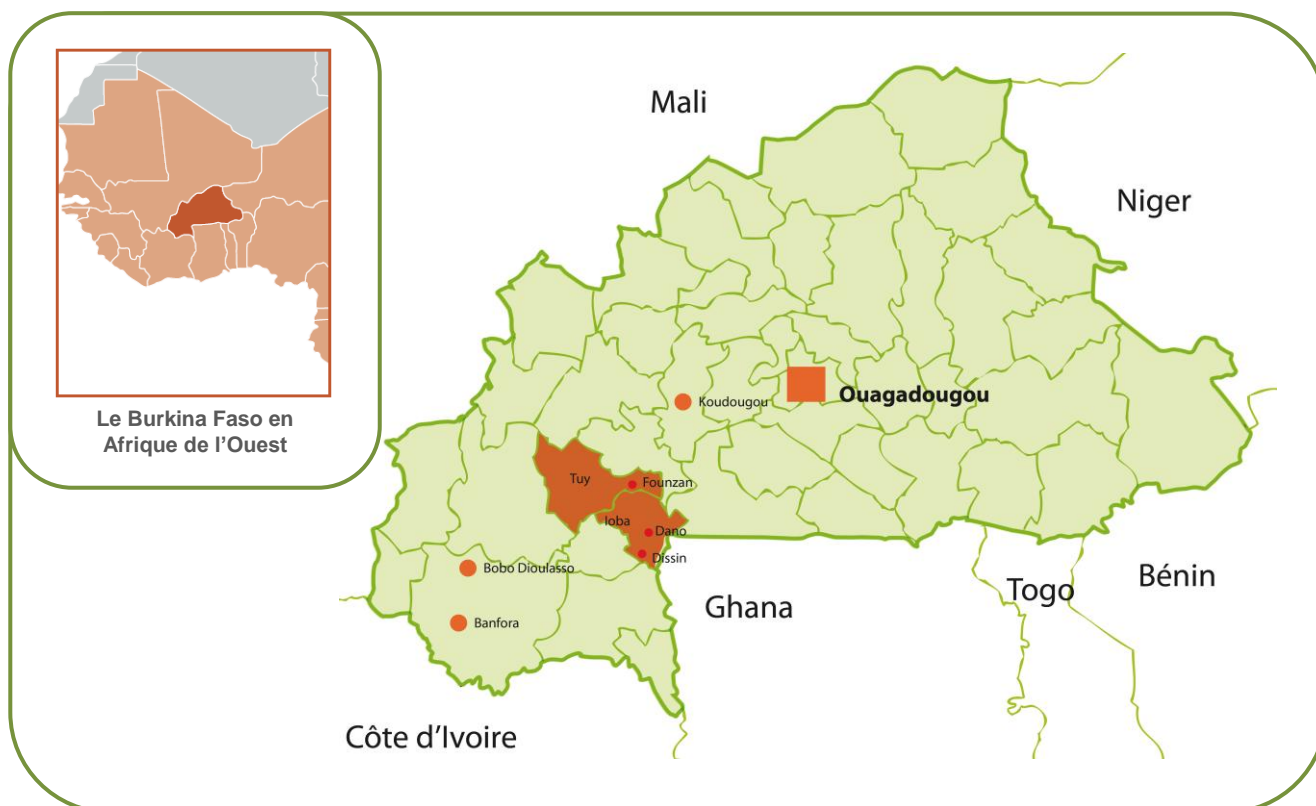 Le Burkina Faso en
Afrique de l’Ouest
Mali
Niger
Koudougou
Ouagadougou
Tuy
Founzan
Ioba
Dano
Dissin
Bobo Dioulasso
Banfora
Ghana
Togo
Bénin
Côte d’Ivoire